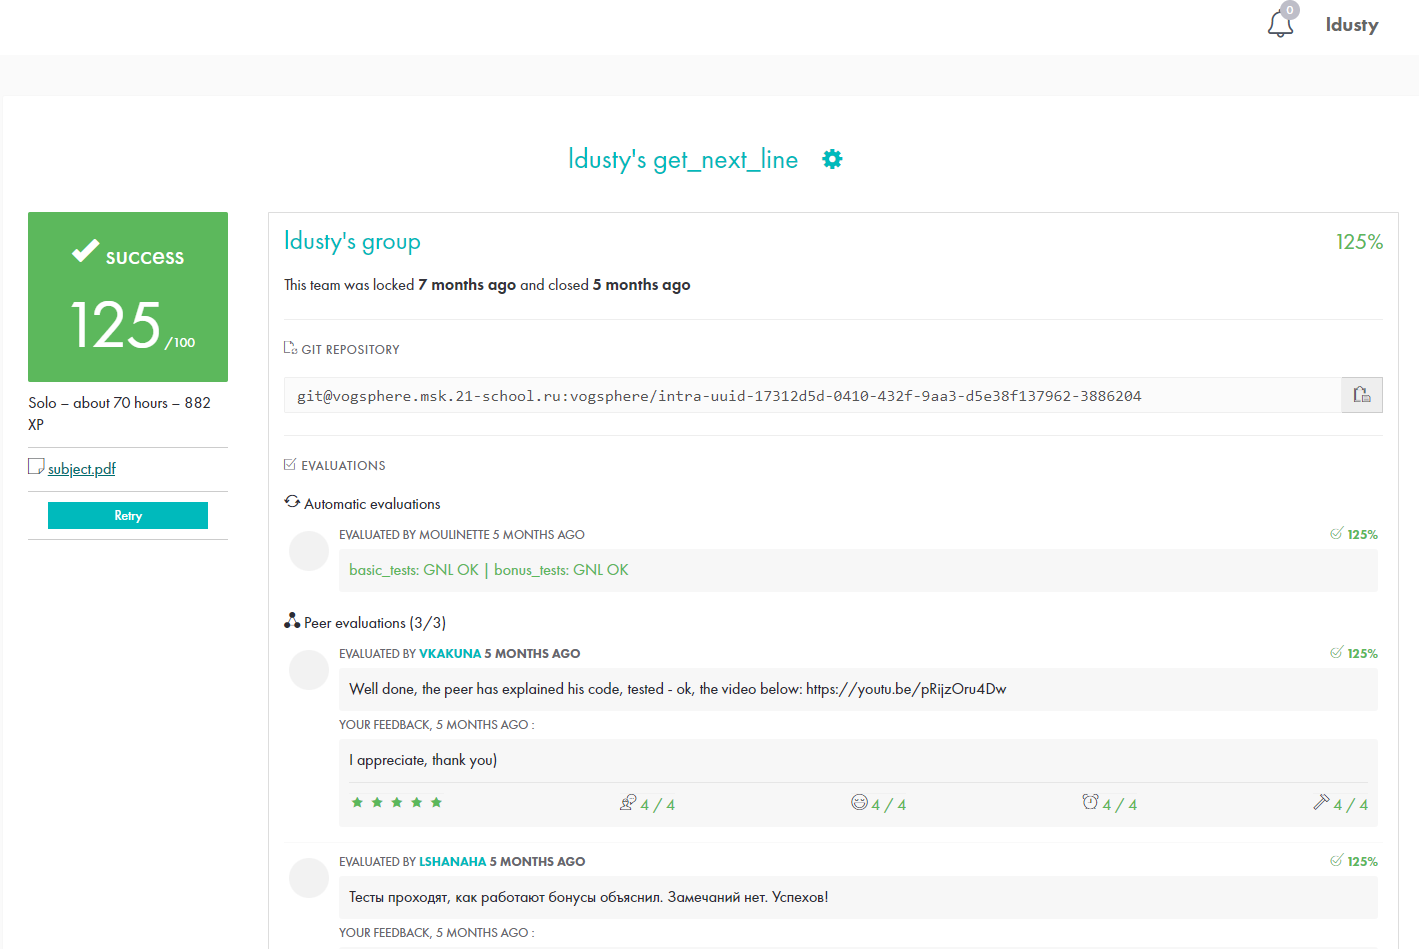 0
ldusty
ldusty's get_next_line
success
125 /100
Solo – about 70 hours – 882
XP
subject.pdf
Retry
ldusty's group
125%
This team was locked 7 months ago and closed 5 months ago
GIT REPOSITORY
git@vogsphere.msk.21-school.ru:vogsphere/intra-uuid-17312d5d-0410-432f-9aa3-d5e38f137962-3886204
EVALUATIONS
Automatic evaluations
EVALUATED BY MOULINETTE 5 MONTHS AGO
125%
basic_tests: GNL OK | bonus_tests: GNL OK
Peer evaluations (3/3)
EVALUATED BY VKAKUNA 5 MONTHS AGO
125%
Well done, the peer has explained his code, tested - ok, the video below: https://youtu.be/pRijzOru4Dw
YOUR FEEDBACK, 5 MONTHS AGO :
I appreciate, thank you)
4 / 4
4 / 4
4 / 4
4 / 4
EVALUATED BY LSHANAHA 5 MONTHS AGO
125%
Тесты проходят, как работают бонусы объяснил. Замечаний нет. Успехов!
YOUR FEEDBACK, 5 MONTHS AGO :